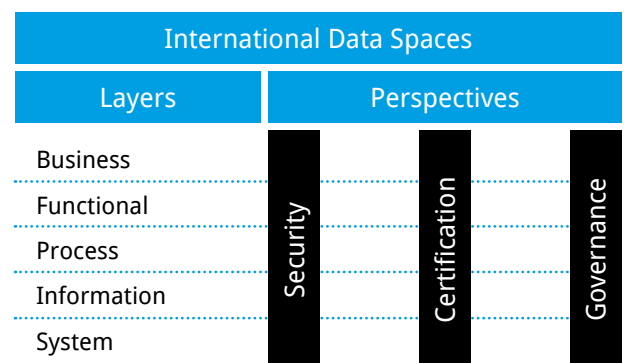 International Data Spaces
Layers
Perspectives
Business
Functional
Process
Information
System
Security
Certification
Governance